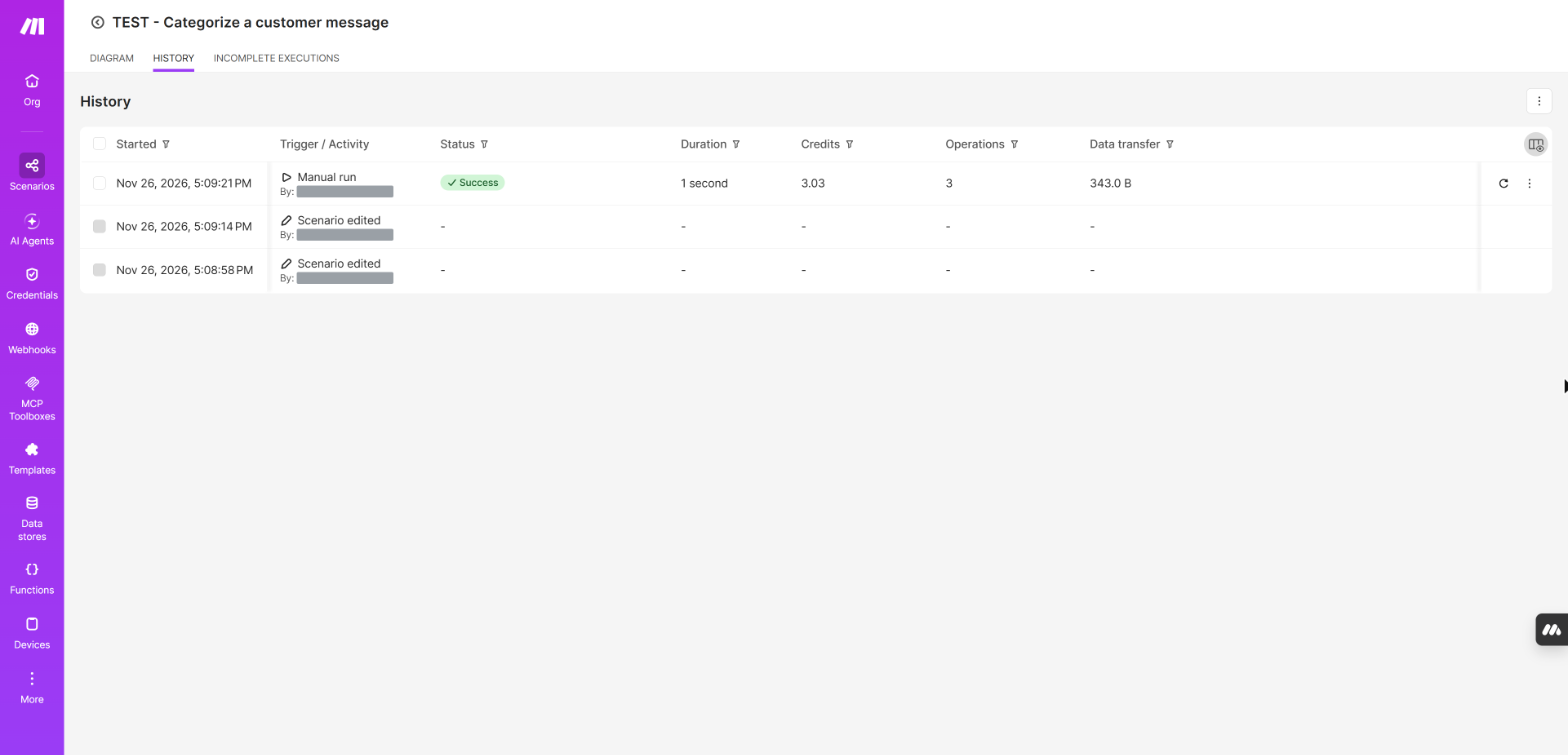 TEST - Categorize a customer message
DIAGRAM HISTORY INCOMPLETE EXECUTIONS
Org
Scenarios
AI Agents
Credentials
Webhooks
MCP
Toolboxes
Templates
Data
stores
Functions
Devices
More
History
Started Trigger / Activity Status Duration Credits Operations Data transfer
Nov 26, 2026, 5:09:21 PM Manual run Success 1 second 3.03 3 343.0 B
By:
Nov 26, 2026, 5:09:14 PM Scenario edited - - - - -
By:
Nov 26, 2026, 5:08:58 PM Scenario edited - - - - -
By: